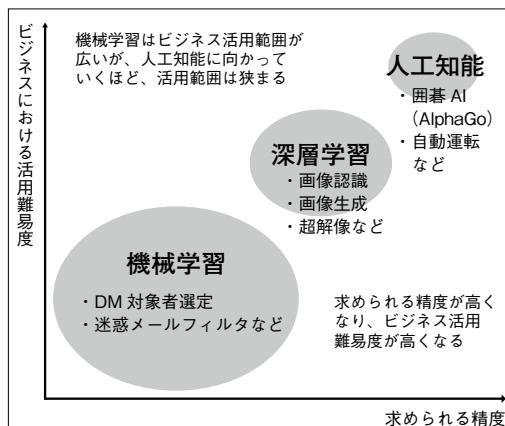 ビジネスにおける活用難易度
機械学習はビジネス活用範囲が
広いが、人工知能に向かって
いくほど、活用範囲は狭まる
人工知能
・囲碁 AI
(AlphaGo)
・自動運転
など
深層学習
・画像認識
・画像生成
・超解像など
機械学習
・DM 対象者選定
・迷惑メールフィルタなど
求められる精度が高く
なり、ビジネス活用
難易度が高くなる
求められる精度